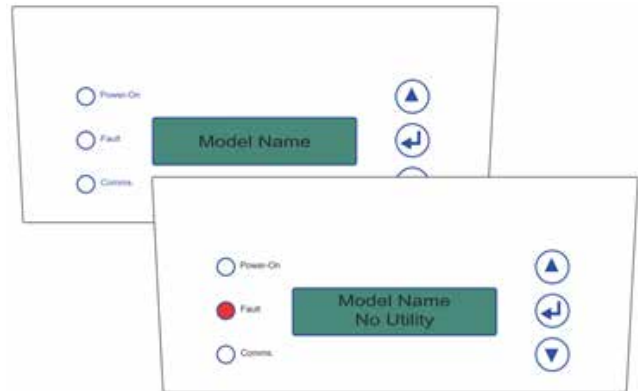 Power-On
Fault
Comms.
Model Name
Power-On
Fault
Comms.
Model Name
No Utility